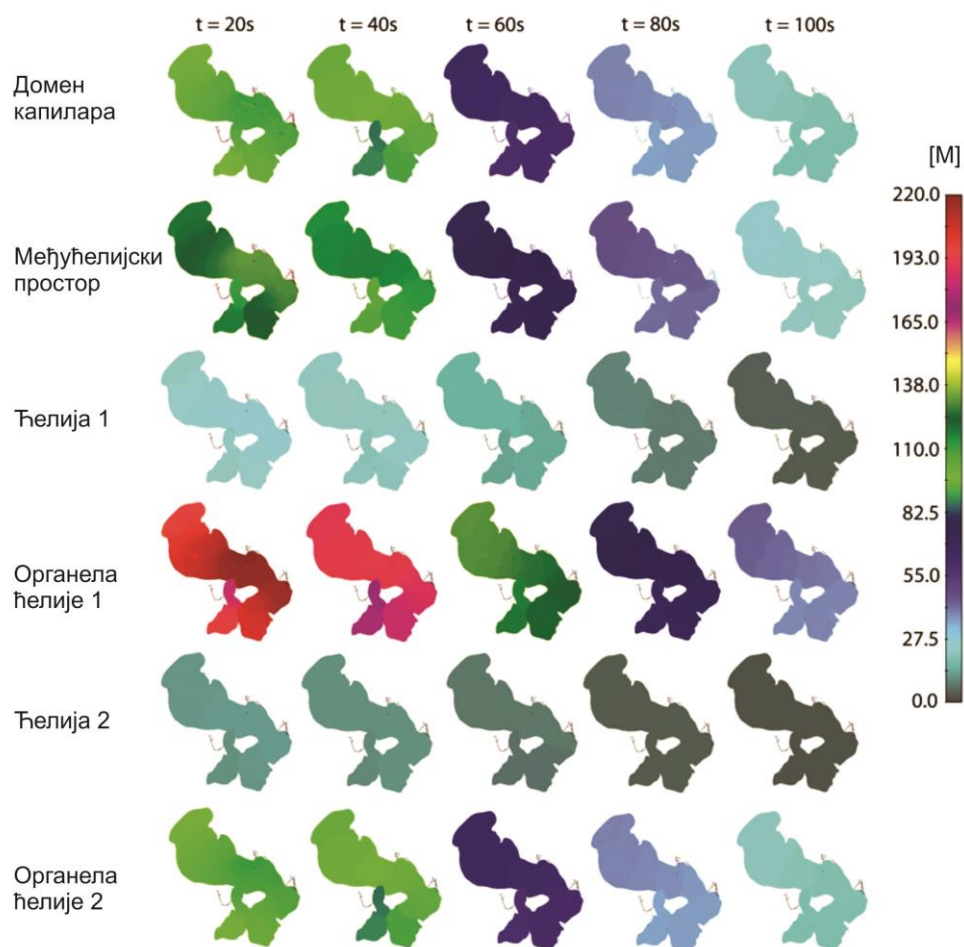 t = 20s t = 40s t = 60s t = 80s t = 100s
Домен
капилара
[М]
220.0
193.0
165.0
138.0
110.0
82.5
55.0
27.5
0.0
Међућелијски
простор
Ћелија 1
Органела
ћелије 1
Ћелија 2
Органела
ћелије 2